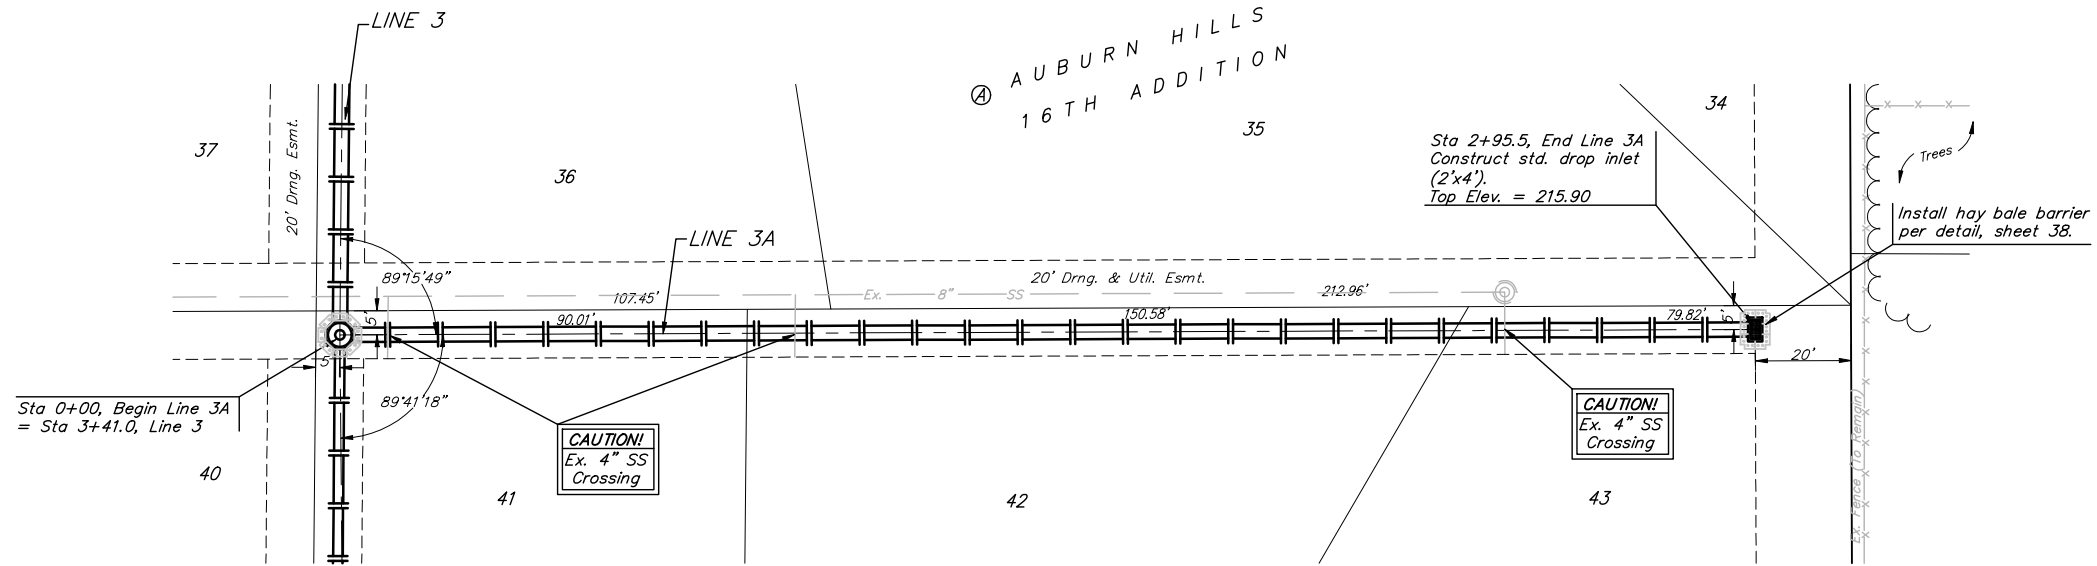 LINE 3
AUBURN HILLS
16TH ADDITION
A
34
35
36
37
20' Drng. Esmt.
Sta 2+95.5, End Line 3A
Construct std. drop inlet
(2'x4').
Top Elev. = 215.90
Trees
Install hay bale barrier
per detail, sheet 38.
LINE 3A
89°15'49"
20' Drng. & Util. Esmt.
107.45'
Ex. 8" SS
212.96'
5'
90.01'
150.58'
79.82'
5'
5'
20'
89°41'18"
Sta 0+00, Begin Line 3A
= Sta 3+41.0, Line 3
CAUTION!
Ex. 4" SS
Crossing
CAUTION!
Ex. 4" SS
Crossing
Ex. Fence (To Remain)
40
41
42
43